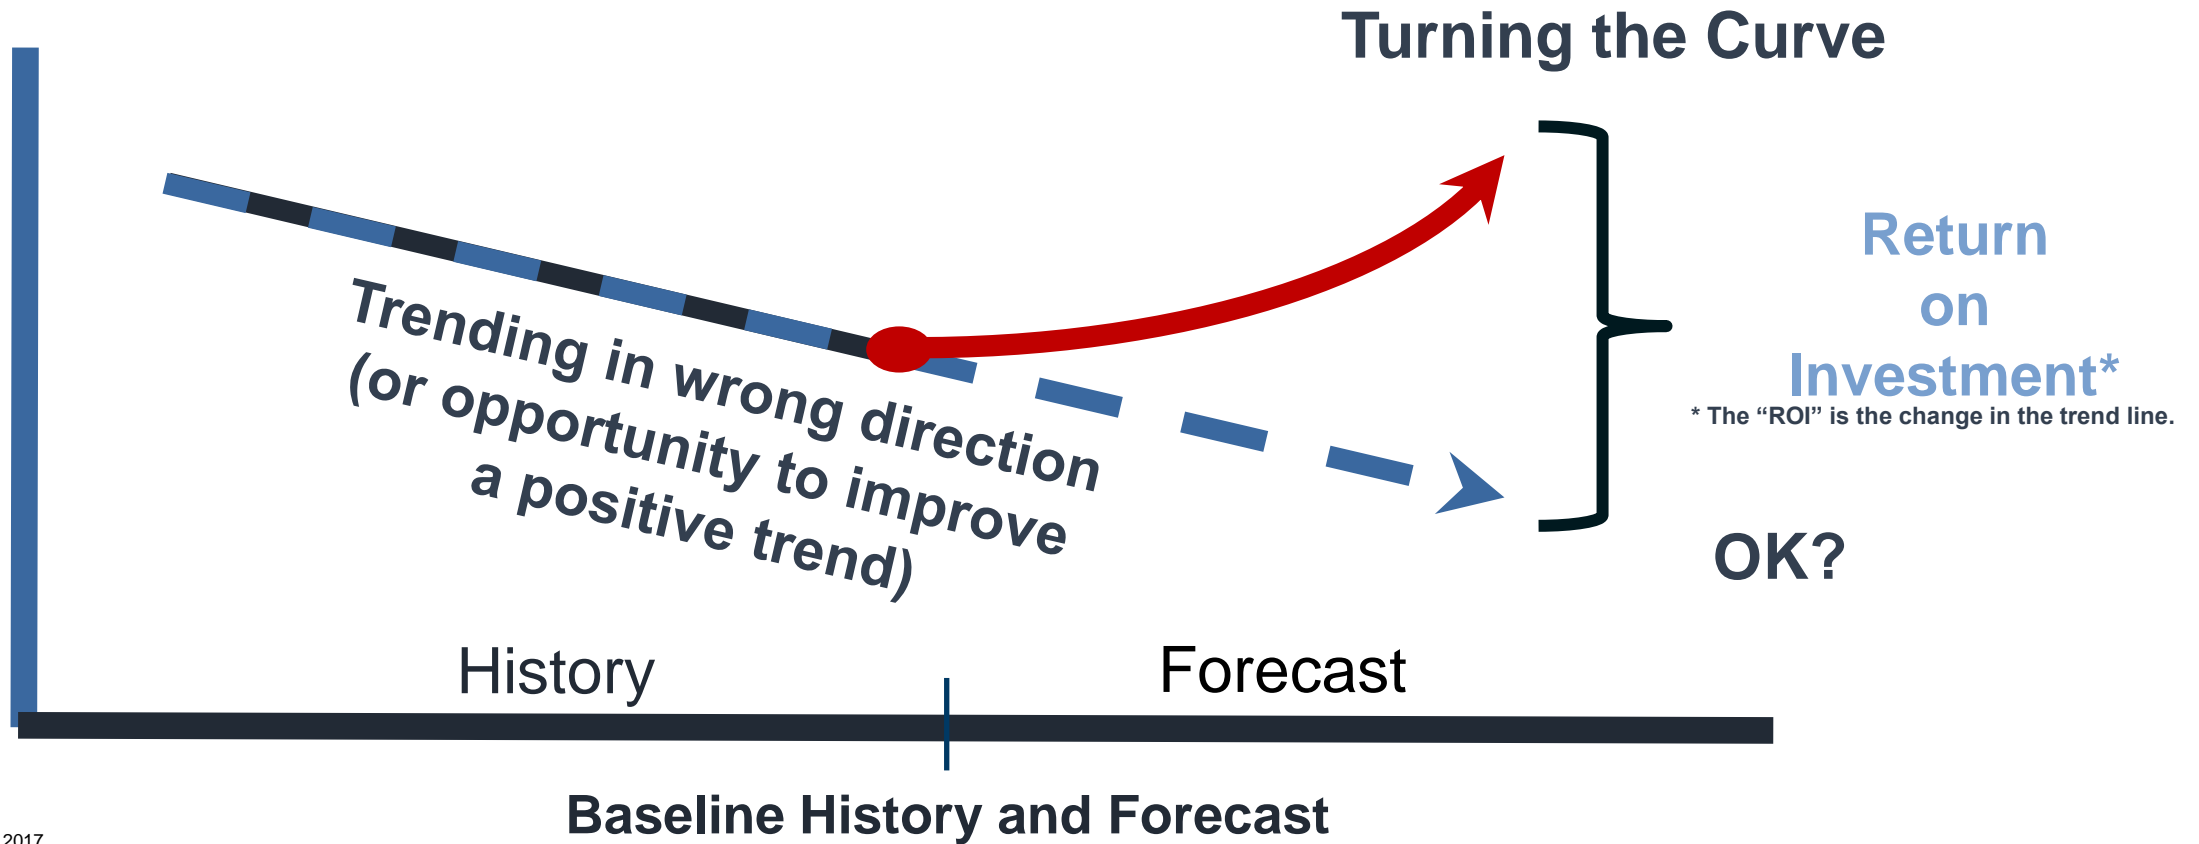 Turning the Curve
Return
on
Investment*
* The “ROI” is the change in the trend line.
Trending in wrong direction
(or opportunity to improve
a positive trend)
OK?
History
Forecast
Baseline History and Forecast
2017